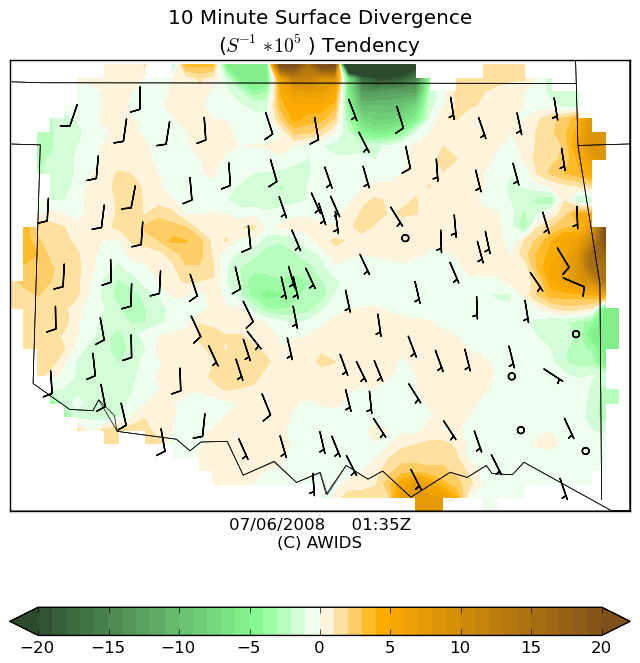 10 Minute Surface Divergence
($S^{-1} * 10^{5}$ ) Tendency
07/06/2008 01:35Z
(C) AWIDS
−20 −15 −10 −5 0 5 10 15 20